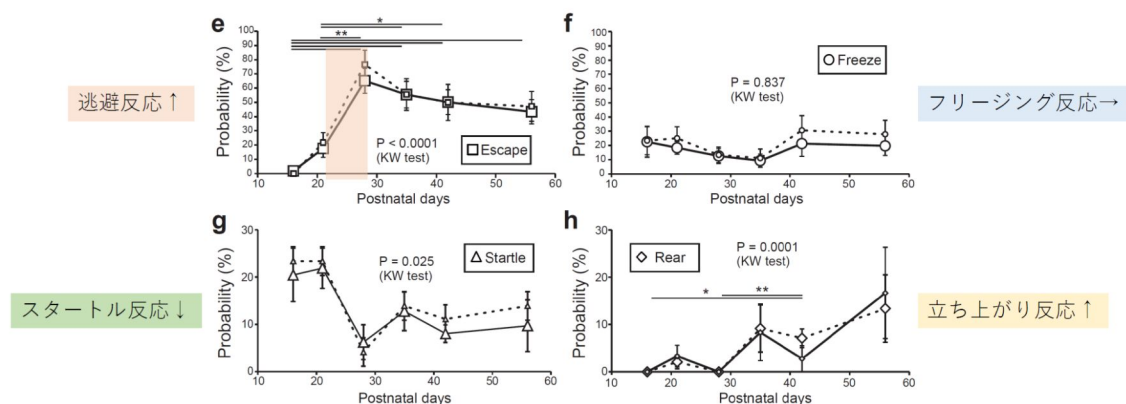 e
*
**
100
90
80
70
60
50
40
30
20
10
0
Probability (%)
P < 0.0001
(KW test)
Escape
10 20 30 40 50 60
Postnatal days
逃避反応↑
f
100
90
80
70
60
50
40
30
20
10
0
Probability (%)
P = 0.837
(KW test)
Freeze
10 20 30 40 50 60
Postnatal days
フリージング反応→
g
30
20
10
0
Probability (%)
P = 0.025
(KW test)
Startle
10 20 30 40 50 60
Postnatal days
スタートル反応↓
h
30
20
10
0
Probability (%)
Rear
P = 0.0001
(KW test)
*
**
10 20 30 40 50 60
Postnatal days
立ち上がり反応↑